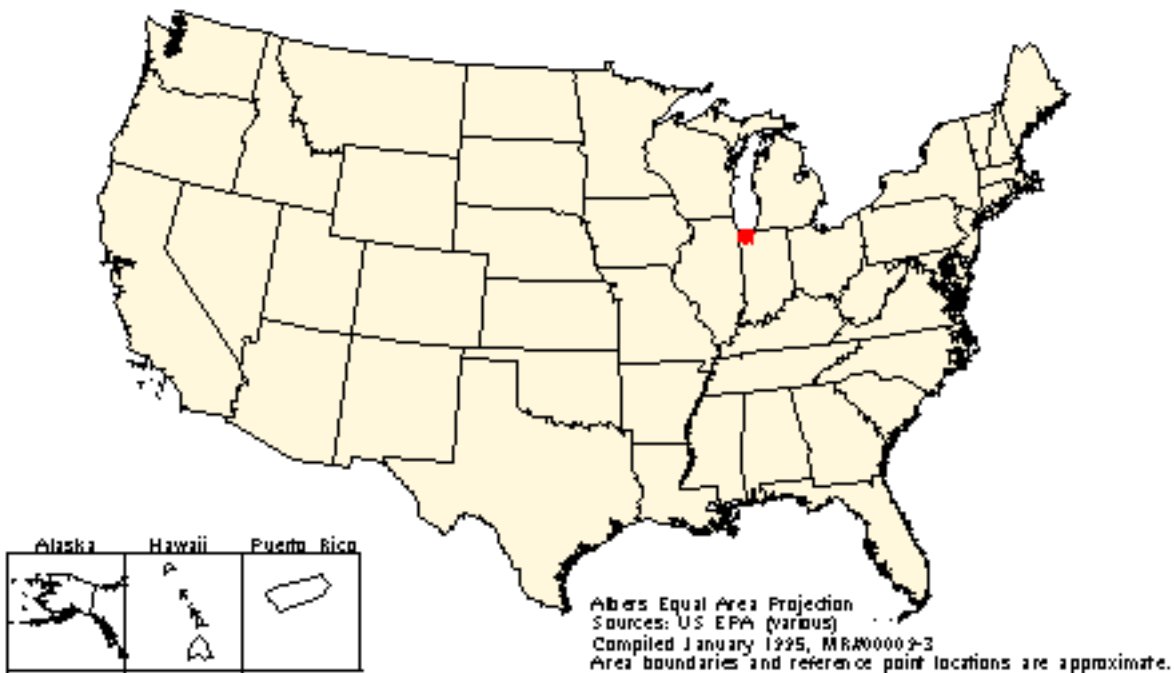 Alaska
Hawaii
Puerto Rico
Albers Equal Area Projection
Sources: US EPA (various)
Compiled January 1995, MR#00009-3
Area boundaries and reference point locations are approximate.